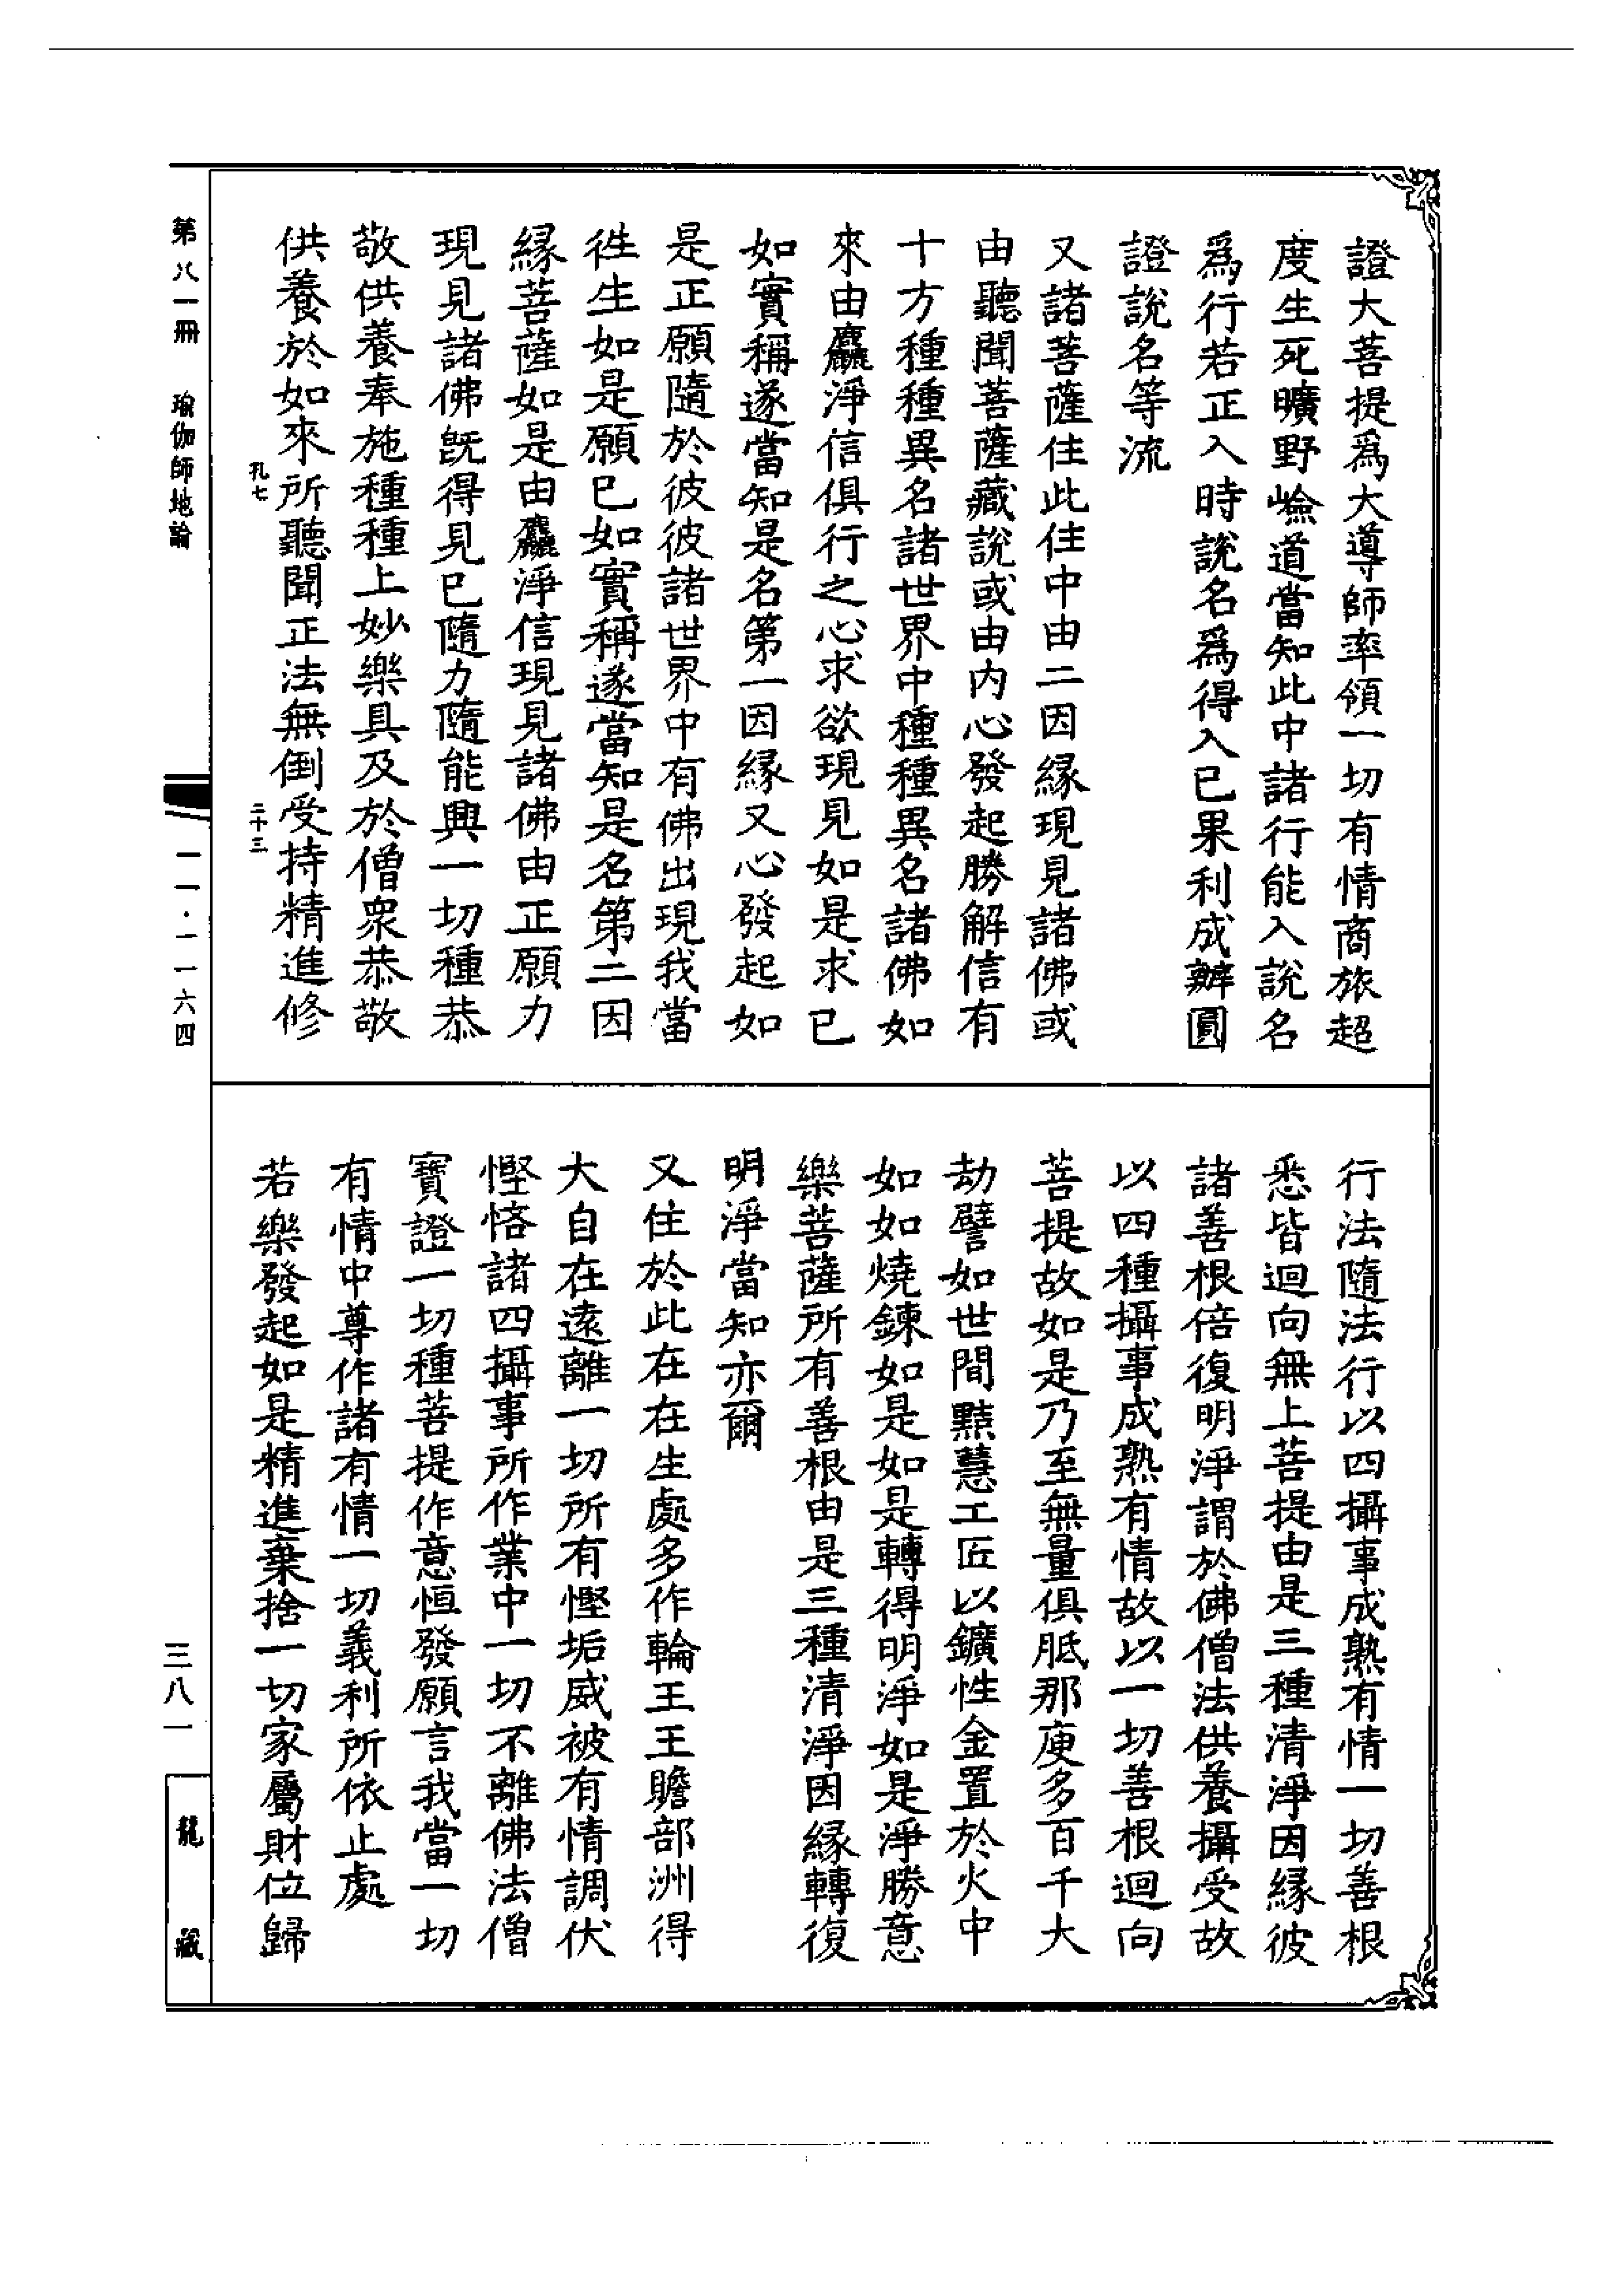 證大菩提爲大導師率領一切有情商旅超
度生死曠野嶮道當知此中諸行能入說名
爲行若正入時說名爲得入已果利成辦圓
證說名等流
又諸菩薩住此住中由二因緣現見諸佛或
由聽聞菩薩藏說或由內心發起勝解信有
十方種種異名諸世界中種種異名諸佛如
來由麤淨信俱行之心求欲現見如是求已
如實稱遂當知是名第一因緣又心發起如
是正願隨於彼彼諸世界中有佛出現我當
徃生如是願已如實稱遂當知是名第二因
緣菩薩如是由麤淨信現見諸佛由正願力
現見諸佛旣得見已隨力隨能興一切種恭
敬供養奉施種種上妙樂具及於僧衆恭敬
供養於如來所聽聞正法無倒受持精進修
行法隨法行以四攝事成熟有情一切善根
悉皆迴向無上菩提由是三種清淨因緣彼
諸善根倍復明淨謂於佛僧法供養攝受故
以四種攝事成熟有情故以一切善根迴向
菩提故如是乃至無量俱胝那庾多百千大
劫譬如世間黠慧工匠以鑛性金置於火中
如如燒鍊如是如是轉得明淨如是淨勝意
樂菩薩所有善根由是三種清淨因緣轉復
明淨當知亦爾
又住於此在在生處多作輪王王贍部洲得
大自在遠離一切所有慳垢威被有情調伏
慳悋諸四攝事所作業中一切不離佛法僧
寶證一切種菩提作意恒發願言我當一切
有情中尊作諸有情一切義利所依止處
若樂發起如是精進棄捨一切家屬財位歸
孔七
二十三
第八一冊 瑜伽師地論
一一·一一六四
三八一
龍藏